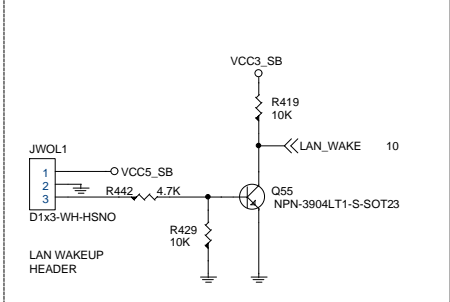 VCC3_SB
R419
10K
LAN_WAKE 10
JWOL1
1
2
3
VCC5_SB
R442 4.7K
D1x3-WH-HSNO
Q55
NPN-3904LT1-S-SOT23
R429
10K
LAN WAKEUP
HEADER